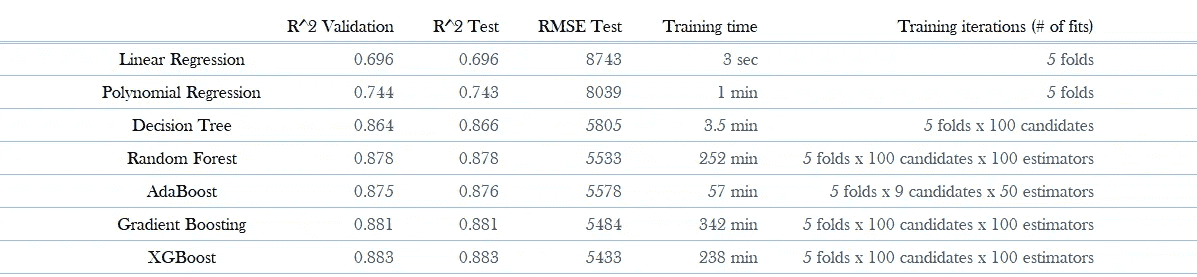 R^2 Validation R^2 Test RMSE Test Training time Training iterations (# of fits)
Linear Regression 0.696 0.696 8743 3 sec 5 folds
Polynomial Regression 0.744 0.743 8039 1 min 5 folds
Decision Tree 0.864 0.866 5805 3.5 min 5 folds x 100 candidates
Random Forest 0.878 0.878 5533 252 min 5 folds x 100 candidates x 100 estimators
AdaBoost 0.875 0.876 5578 57 min 5 folds x 9 candidates x 50 estimators
Gradient Boosting 0.881 0.881 5484 342 min 5 folds x 100 candidates x 100 estimators
XGBoost 0.883 0.883 5433 238 min 5 folds x 100 candidates x 100 estimators